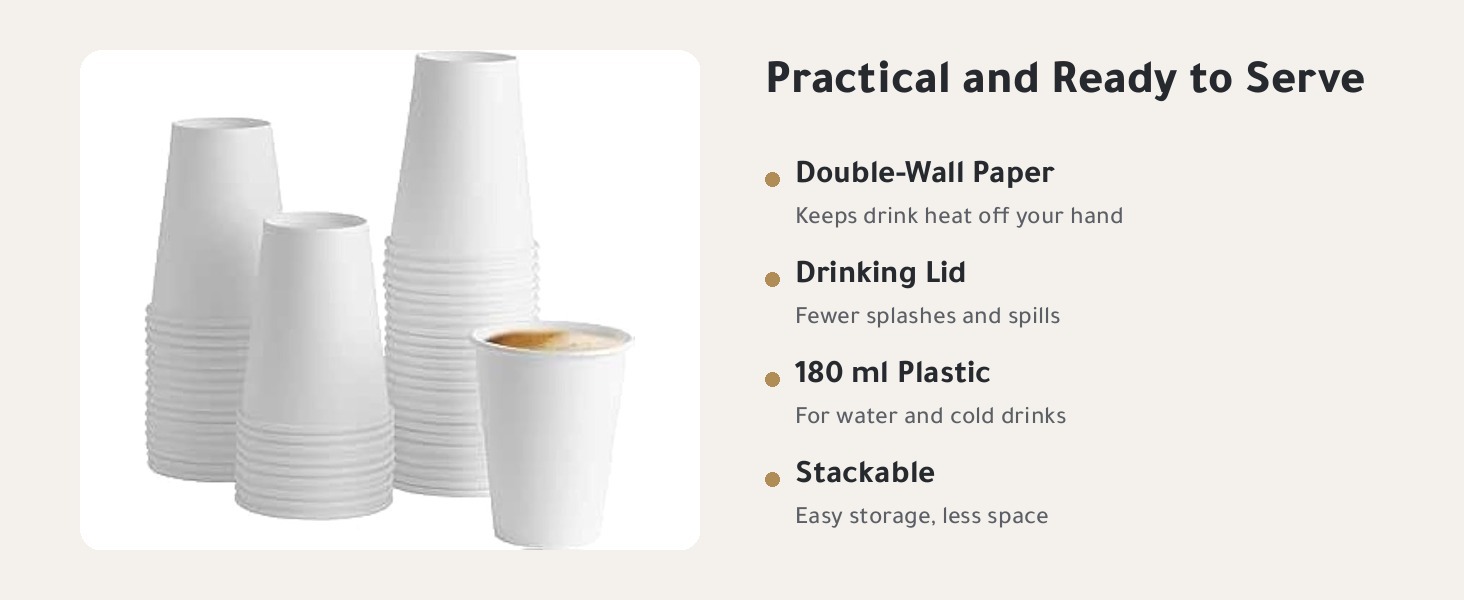 Practical and Ready to Serve
Double-Wall Paper
Keeps drink heat off your hand
Drinking Lid
Fewer splashes and spills
180 ml Plastic
For water and cold drinks
Stackable
Easy storage, less space